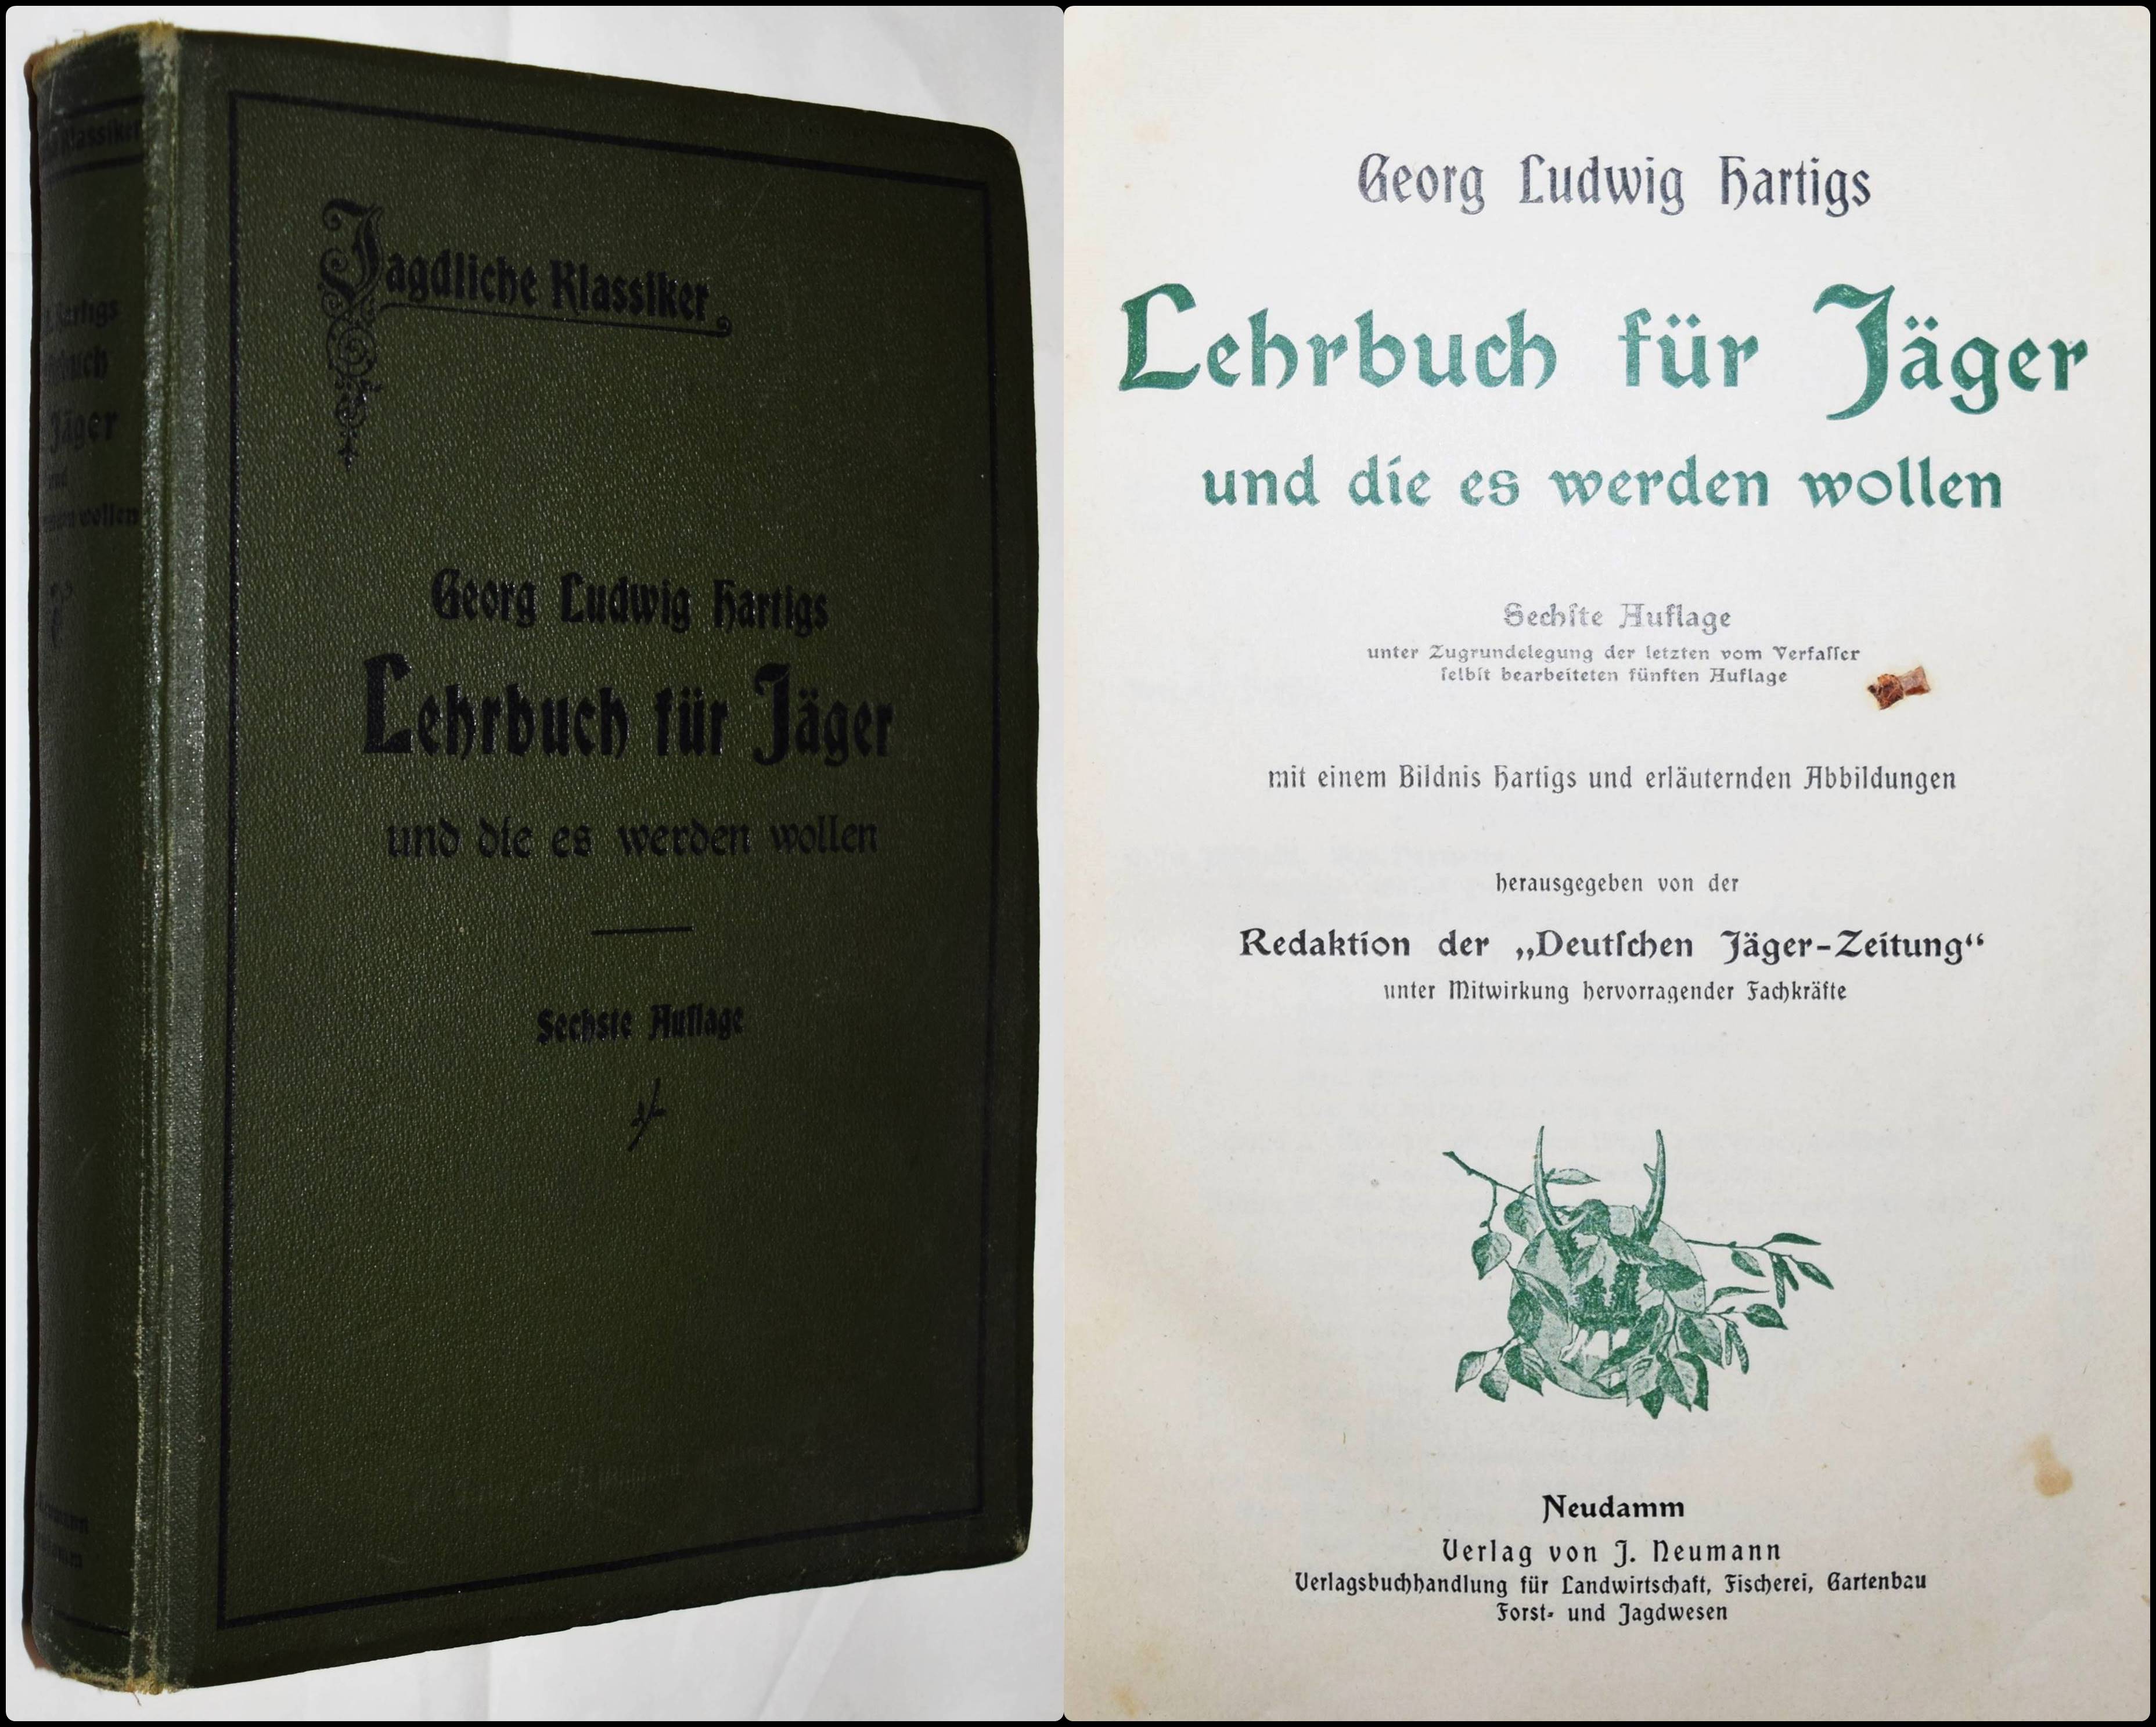 Klassiker
Jäger
wollen
Jagdliche Klassiker
Georg Ludwig Hartigs
Lehrbuch für Jäger
und die es werden wollen
Sechste Auflage
Georg Ludwig Hartigs
Lehrbuch für Jäger
und die es werden wollen
Sechſte Auflage
unter Zugrundelegung der letzten vom Verfaſſer
ſelbſt bearbeiteten fünften Auflage
mit einem Bildnis Hartigs und erläuternden Abbildungen
herausgegeben von der
Redaktion der „Deutſchen Jäger-Zeitung“
unter Mitwirkung hervorragender Fachkräfte
Neudamm
Verlag von J. Neumann
Verlagsbuchhandlung für Landwirtschaft, Fischerei, Gartenbau
Forst- und Jagdwesen